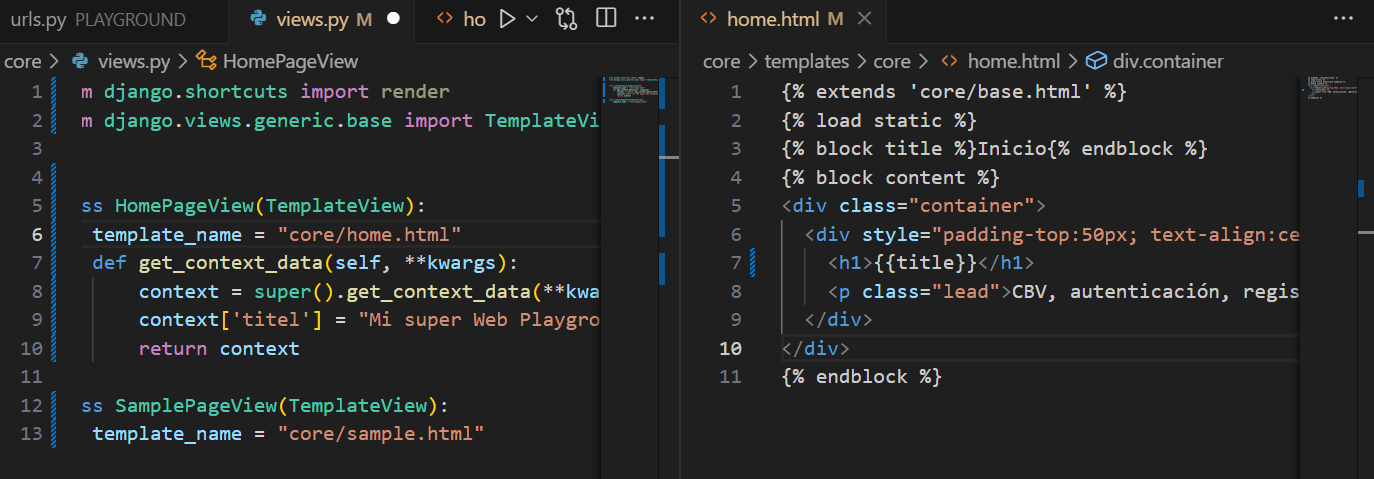 urls.py PLAYGROUND
views.py M
ho
home.html M
core > views.py > HomePageView
1 m django.shortcuts import render
2 m django.views.generic.base import TemplateVi
3
4
5 ss HomePageView(TemplateView):
6 template_name = "core/home.html"
7 def get_context_data(self, **kwargs):
8 context = super().get_context_data(**kwa
9 context['titel'] = "Mi super Web Playgro
10 return context
11
12 ss SamplePageView(TemplateView):
13 template_name = "core/sample.html"
core > templates > core > home.html > div.container
1 {% extends 'core/base.html' %}
2 {% load static %}
3 {% block title %}Inicio{% endblock %}
4 {% block content %}
5 <div class="container">
6 <div style="padding-top:50px; text-align:ce
7 <h1>{{title}}</h1>
8 <p class="lead">CBV, autenticación, regis
9 </div>
10 </div>
11 {% endblock %}